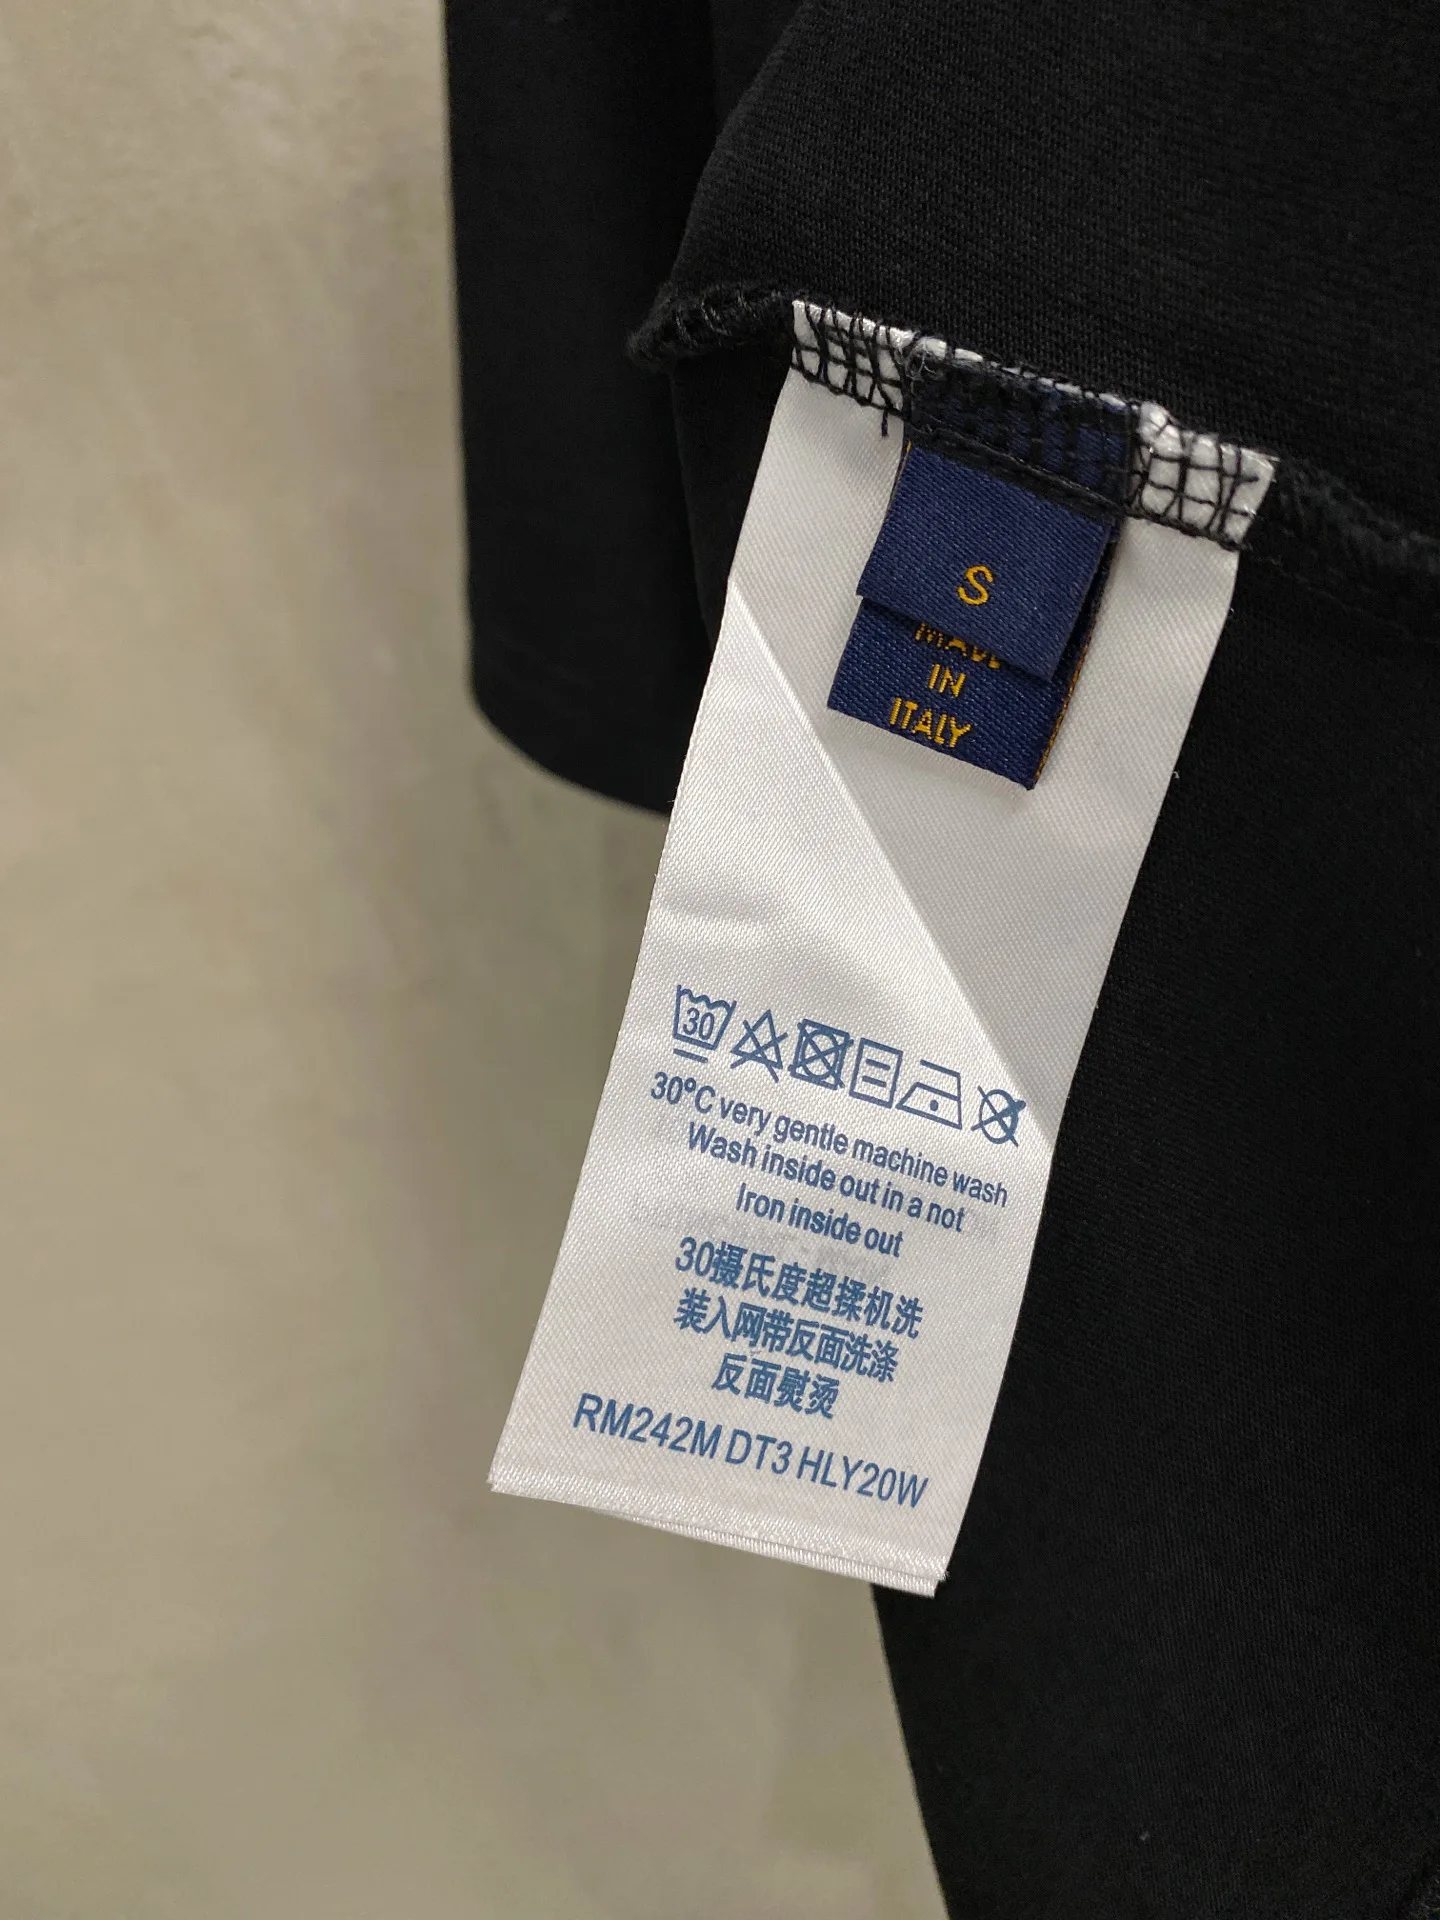 S
MADE
IN
ITALY
30
30°C very gentle machine wash
Wash inside out in a not
Iron inside out
30摄氏度超揉机洗
装入网带反面洗涤
反面熨烫
RM242M DT3 HLY20W